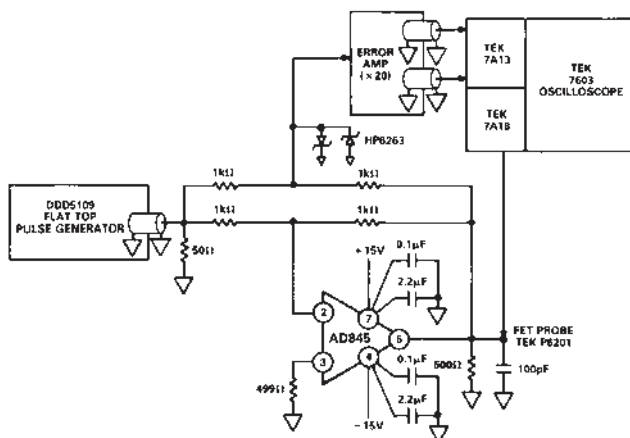 ERROR
AMP
(×20)
TEK
7A13
TEK
7603
OSCILLOSCOPE
TEK
7A18
HP6263
1kΩ
1kΩ
1kΩ
1kΩ
DDD5109
FLAT TOP
PULSE GENERATOR
50Ω
+15V
0.1μF
2.2μF
2
7
AD845
6
3
4
0.1μF
2.2μF
499Ω
-15V
500Ω
FET PROBE
TEK P6201
100pF